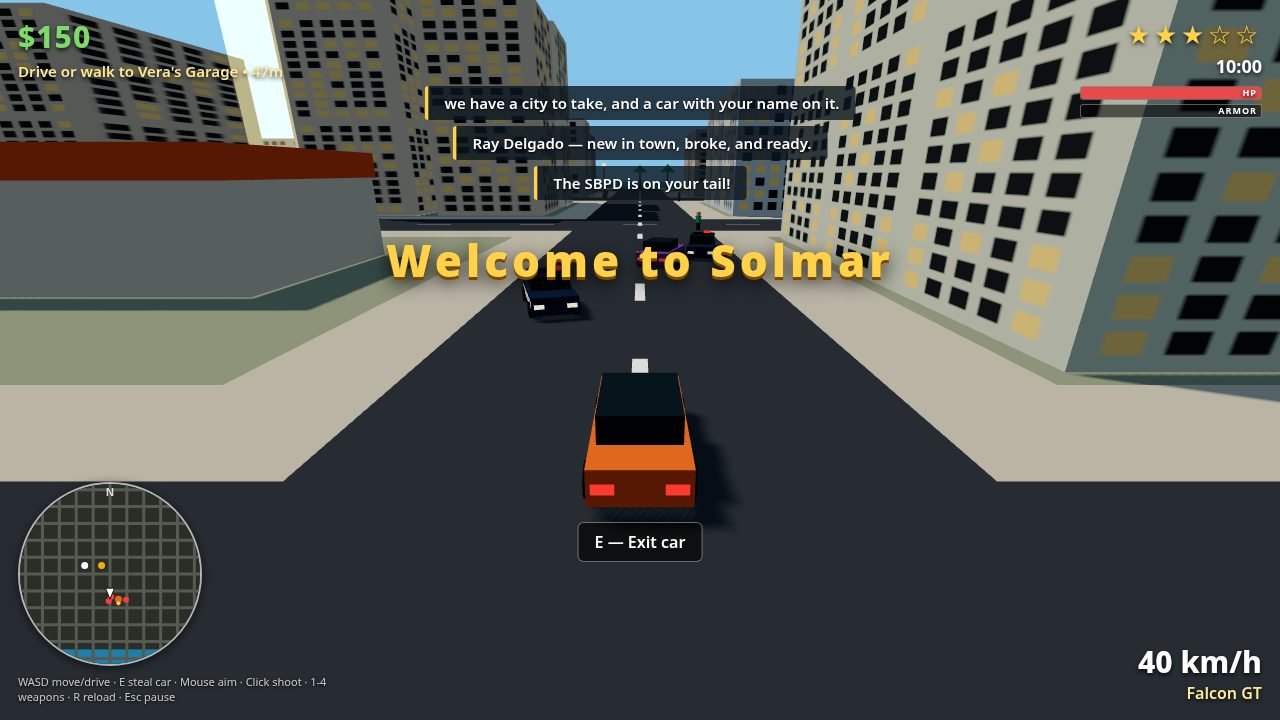 $150
Drive or walk to Vera's Garage • 47m
★★★☆☆
10:00
HP
ARMOR
we have a city to take, and a car with your name on it.
Ray Delgado — new in town, broke, and ready.
The SBPD is on your tail!
Welcome to Solmar
E — Exit car
N
WASD move/drive · E steal car · Mouse aim · Click shoot · 1-4
weapons · R reload · Esc pause
40 km/h
Falcon GT